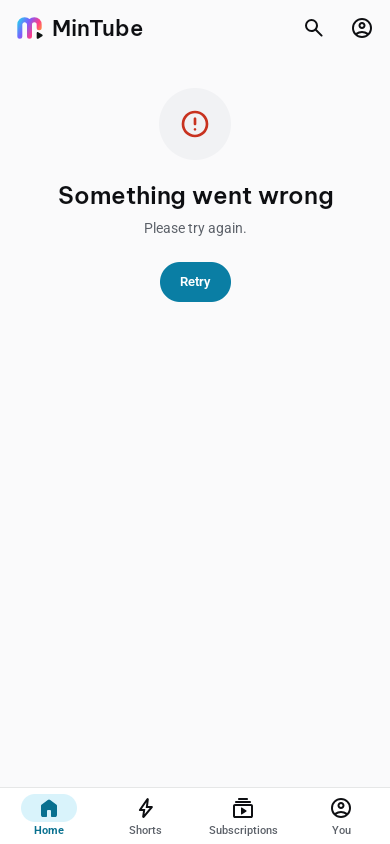 MinTube
Something went wrong
Please try again.
Retry
Home
Shorts
Subscriptions
You